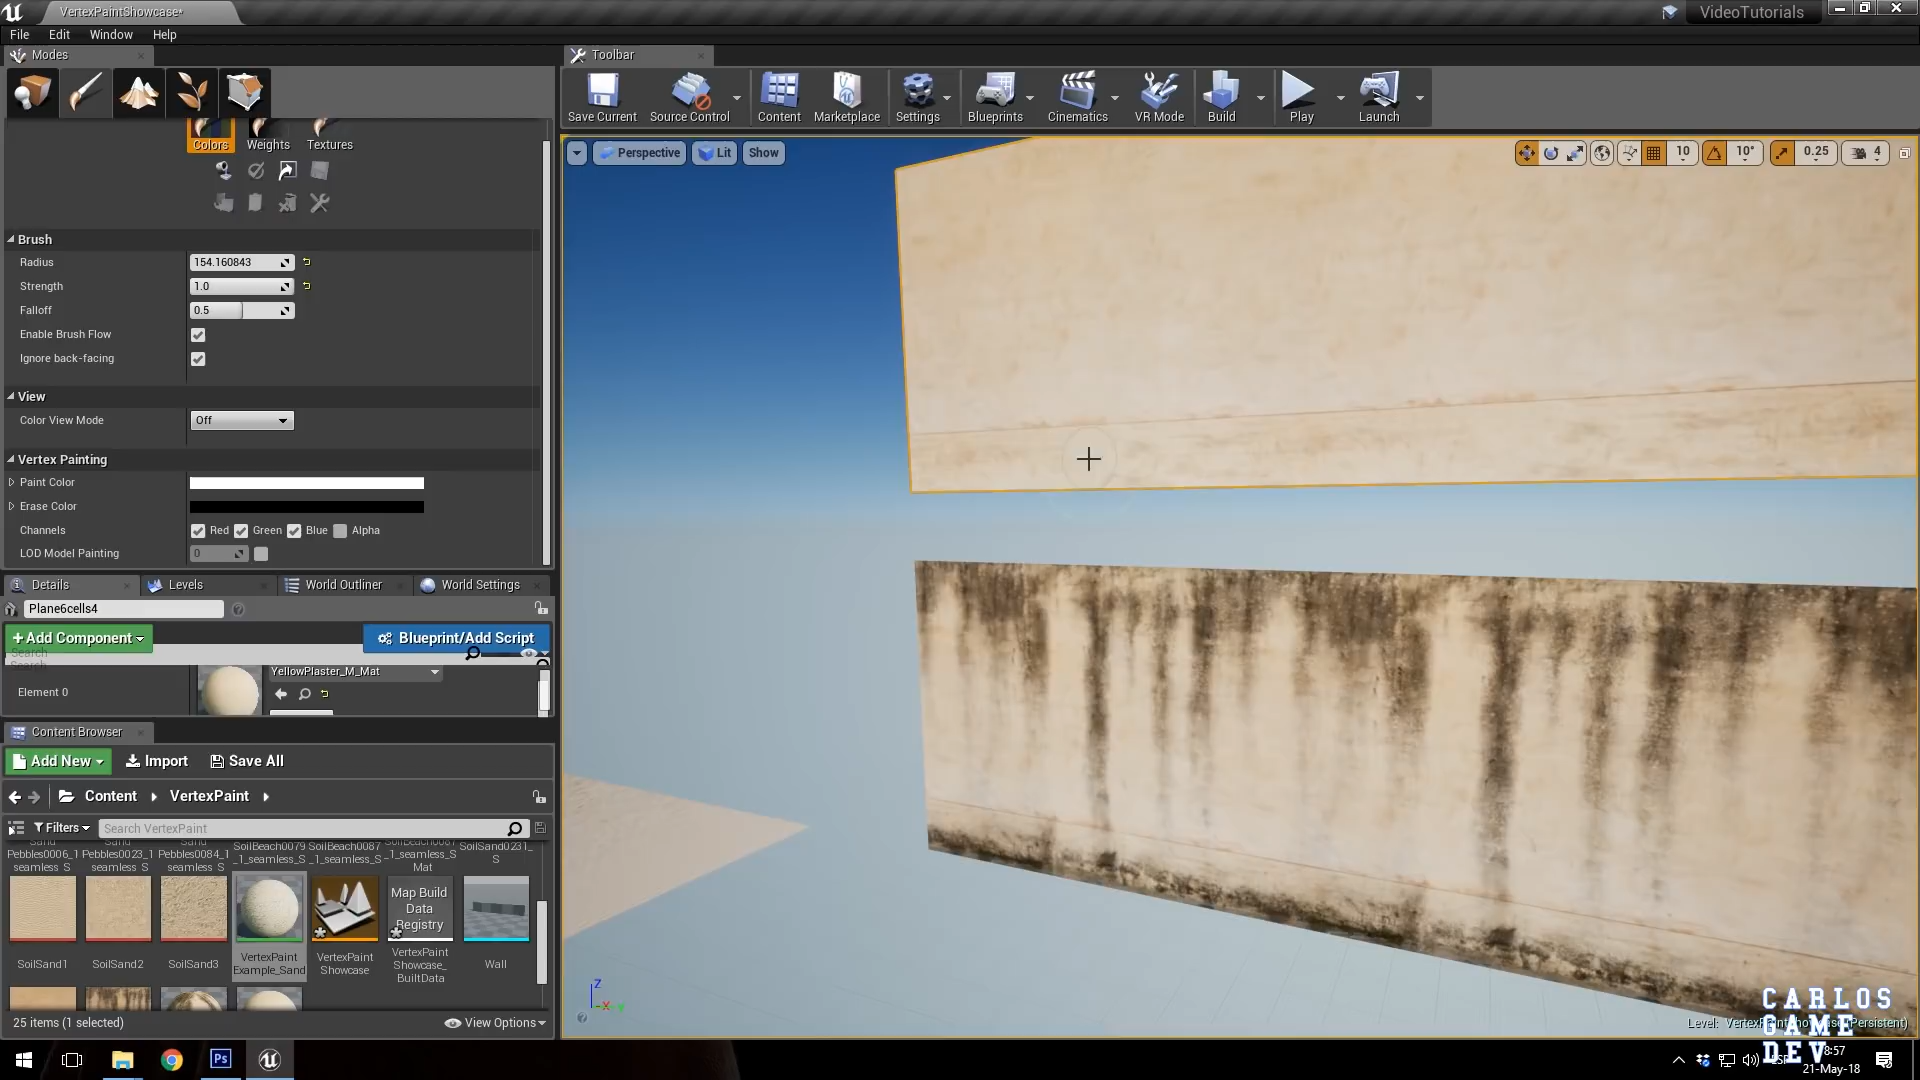 VertexPaintShowcase*
VideoTutorials
File Edit Window Help
Modes
Toolbar
Save Current
Source Control
Content
Marketplace
Settings
Blueprints
Cinematics
VR Mode
Build
Play
Launch
Colors Weights Textures
Perspective Lit Show
10 10° 0.25 4
Brush
Radius 154.160843
Strength 1.0
Falloff 0.5
Enable Brush Flow
Ignore back-facing
View
Color View Mode Off
Vertex Painting
Paint Color
Erase Color
Channels Red Green Blue Alpha
LOD Model Painting 0
Details Levels World Outliner World Settings
Plane6cells4
+Add Component Blueprint/Add Script
Search
Search
Element 0 YellowPlaster_M_Mat
Content Browser
Add New Import Save All
Content VertexPaint
Filters Search VertexPaint
Sand
Pebbles0006_1
seamless_S
Sand
Pebbles0023_1
seamless_S
Sand
Pebbles0084_1
seamless_S
SoilBeach0079
_1_seamless_S
SoilBeach0087
_1_seamless_S
SoilBeach0087
_1_seamless_S
Mat
SoilSand0231_
S
Map Build
Data
Registry
SoilSand1
SoilSand2
SoilSand3
VertexPaint
Example_Sand
VertexPaint
Showcase
VertexPaint
Showcase_
BuiltData
Wall
25 items (1 selected) View Options
Z
X
y
CARLOS
GAME
DEV
Ps
8:57
21-May-18